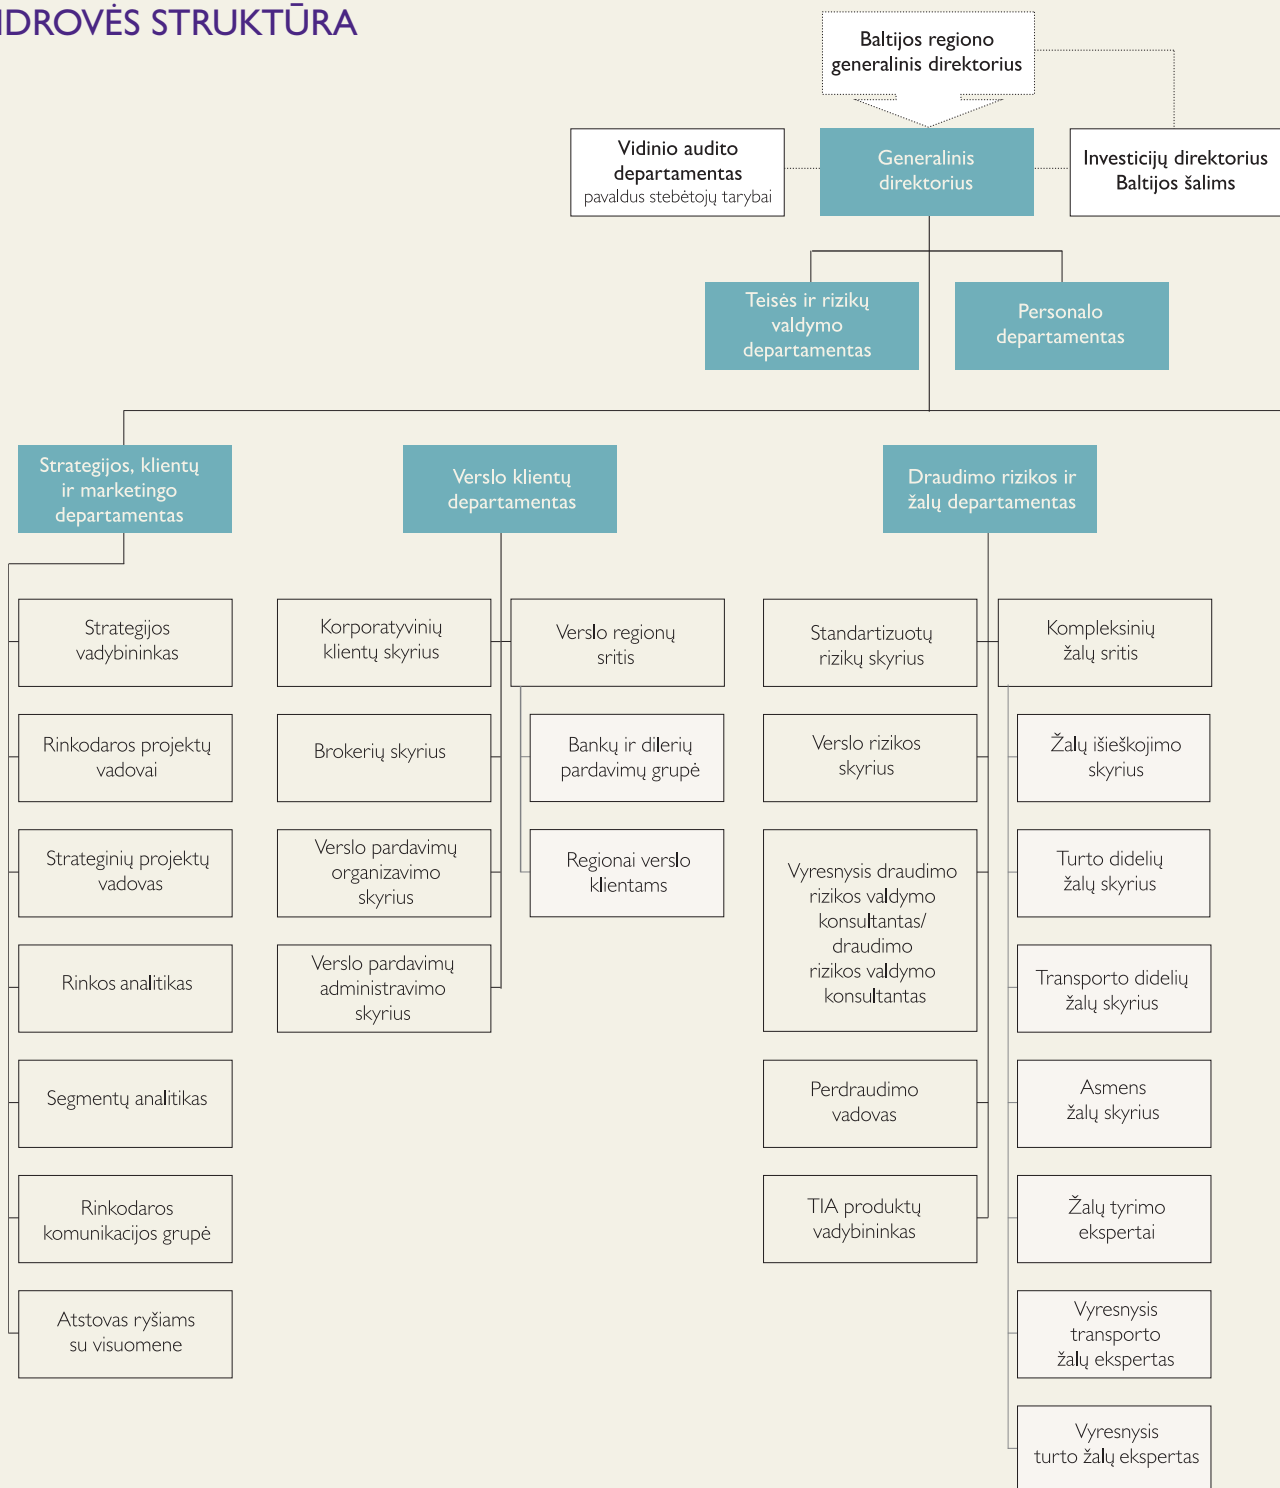 NDROVĖS STRUKTŪRA
Baltijos regiono
generalinis direktorius
Vidinio audito
departamentas
pavaldus stebėtojų tarybai
Generalinis
direktorius
Investicijų direktorius
Baltijos šalims
Teisės ir rizikų
valdymo
departamentas
Personalo
departamentas
Strategijos, klientų
ir marketingo
departamentas
Verslo klientų
departamentas
Draudimo rizikos ir
žalų departamentas
Strategijos
vadybininkas
Rinkodaros projektų
vadovai
Strateginių projektų
vadovas
Rinkos analitikas
Segmentų analitikas
Rinkodaros
komunikacijos grupė
Atstovas ryšiams
su visuomene
Korporatyvinių
klientų skyrius
Brokerių skyrius
Verslo pardavimų
organizavimo
skyrius
Verslo pardavimų
administravimo
skyrius
Verslo regionų
sritis
Bankų ir dilerių
pardavimų grupė
Regionai verslo
klientams
Standartizuotų
rizikų skyrius
Verslo rizikos
skyrius
Vyresnysis draudimo
rizikos valdymo
konsultantas/
draudimo
rizikos valdymo
konsultantas
Perdraudimo
vadovas
TIA produktų
vadybininkas
Kompleksinių
žalų sritis
Žalų išieškojimo
skyrius
Turto didelių
žalų skyrius
Transporto didelių
žalų skyrius
Asmens
žalų skyrius
Žalų tyrimo
ekspertai
Vyresnysis
transporto
žalų ekspertas
Vyresnysis
turto žalų ekspertas